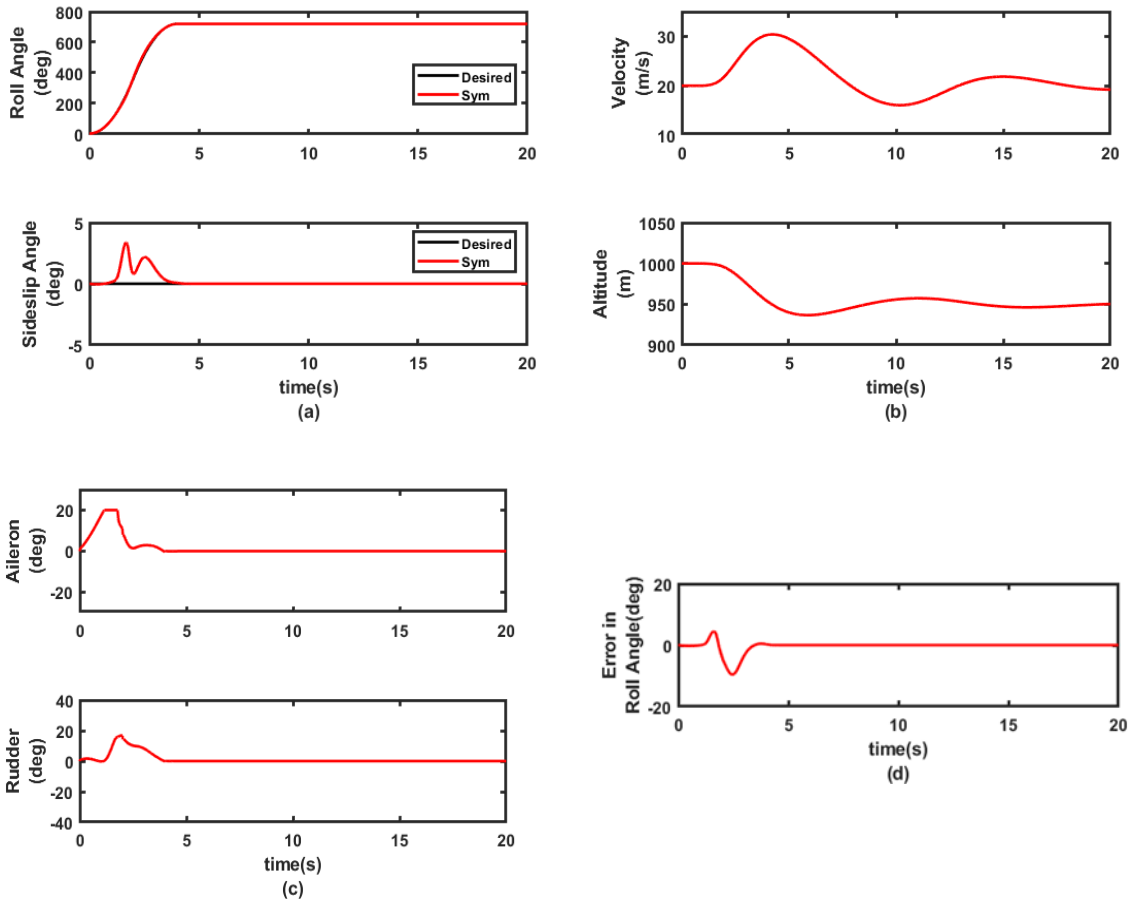 Roll Angle
(deg)
800
600
400
200
0
Desired
Sym
0 5 10 15 20
Sideslip Angle
(deg)
5
0
-5
Desired
Sym
0 5 10 15 20
time(s)
(a)
Velocity
(m/s)
30
20
10
0 5 10 15 20
Altitude
(m)
1050
1000
950
900
0 5 10 15 20
time(s)
(b)
Aileron
(deg)
20
0
-20
0 5 10 15 20
Rudder
(deg)
40
20
0
-20
-40
0 5 10 15 20
time(s)
(c)
Error in
Roll Angle(deg)
20
0
-20
0 5 10 15 20
time(s)
(d)